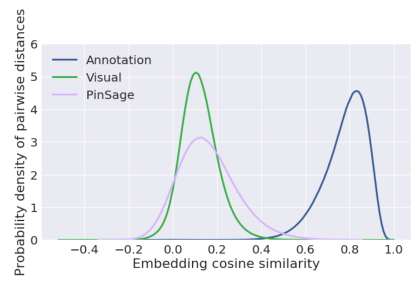 Probability density of pairwise distances
6
5
4
3
2
1
0
Annotation
Visual
PinSage
−0.4 −0.2 0.0 0.2 0.4 0.6 0.8 1.0
Embedding cosine similarity